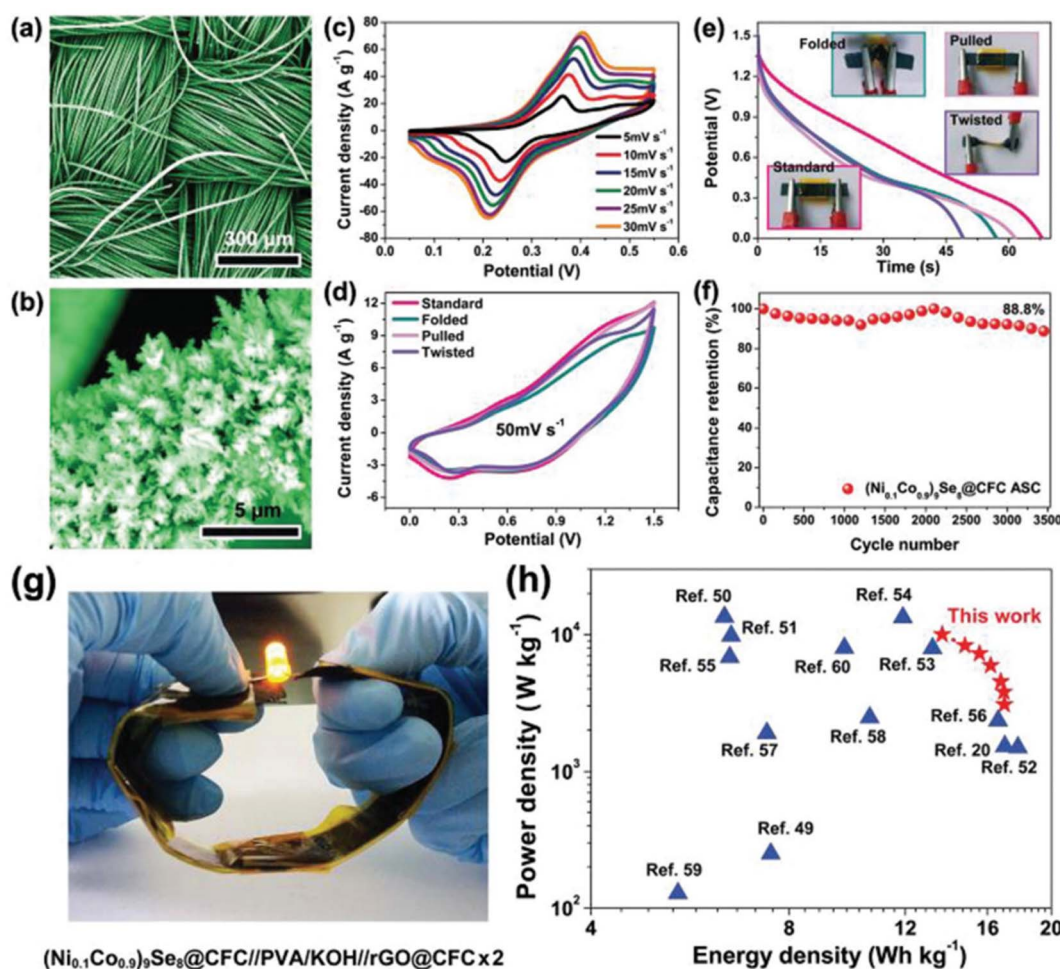 (a)
300 µm
(b)
5 µm
(c)
Current density (A g⁻¹)
80
60
40
20
0
-20
-40
-60
-80
0.0 0.1 0.2 0.3 0.4 0.5 0.6
Potential (V)
5mV s⁻¹
10mV s⁻¹
15mV s⁻¹
20mV s⁻¹
25mV s⁻¹
30mV s⁻¹
(d)
Current density (A g⁻¹)
12
9
6
3
0
-3
-6
0.0 0.3 0.6 0.9 1.2 1.5
Potential (V)
Standard
Folded
Pulled
Twisted
50mV s⁻¹
(e)
Potential (V)
1.5
1.2
0.9
0.6
0.3
0.0
0 15 30 45 60
Time (s)
Folded
Pulled
Twisted
Standard
(f)
Capacitance retention (%)
100
80
60
40
20
0
0 500 1000 1500 2000 2500 3000 3500
Cycle number
88.8%
(Ni₀.₁Co₀.₉)₉Se₈@CFC ASC
(g)
(Ni₀.₁Co₀.₉)₉Se₈@CFC//PVA/KOH//rGO@CFC x 2
(h)
Power density (W kg⁻¹)
10⁴
10³
10²
4 8 12 16 20
Energy density (Wh kg⁻¹)
Ref. 50
Ref. 54
This work
Ref. 51
Ref. 55
Ref. 60
Ref. 53
Ref. 56
Ref. 57
Ref. 58
Ref. 20
Ref. 52
Ref. 49
Ref. 59